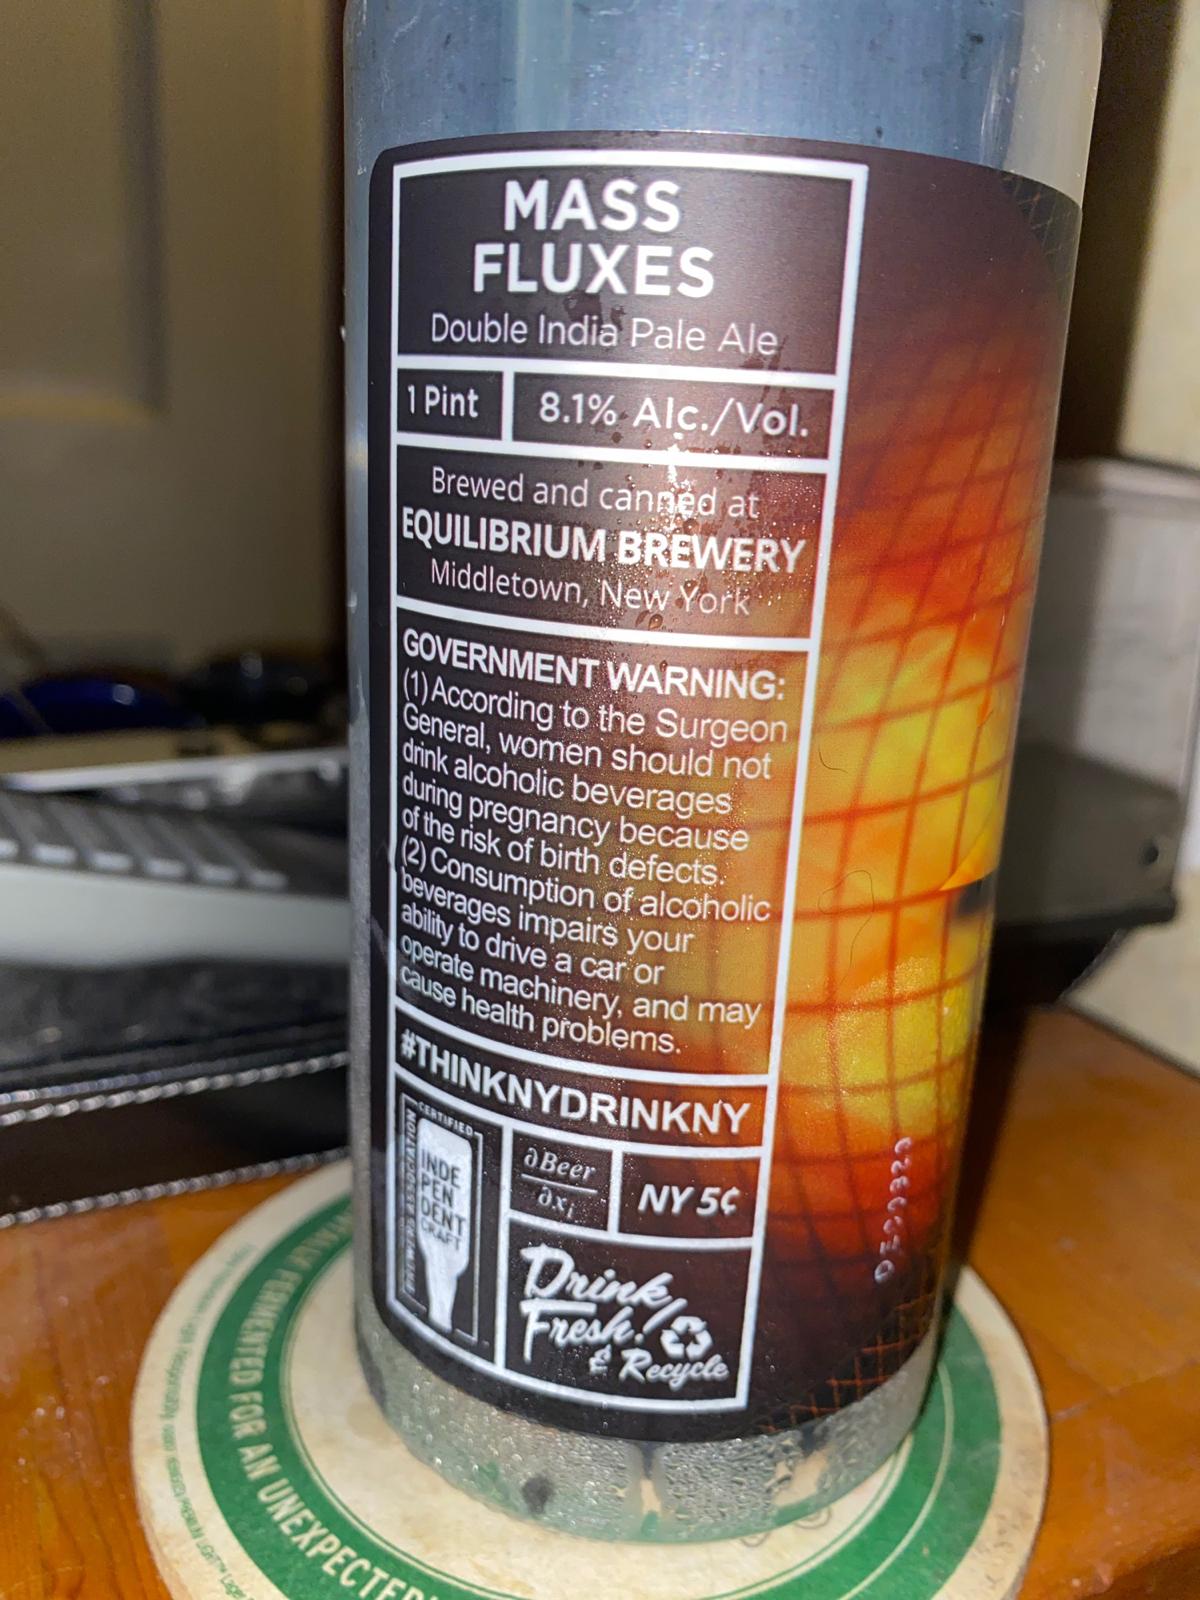 MASS
FLUXES
Double India Pale Ale
1 Pint
8.1% Alc./Vol.
Brewed and canned at
EQUILIBRIUM BREWERY
Middletown, New York
GOVERNMENT WARNING:
(1) According to the Surgeon
General, women should not
drink alcoholic beverages
during pregnancy because
of the risk of birth defects.
(2) Consumption of alcoholic
beverages impairs your
ability to drive a car or
operate machinery, and may
cause health problems.
#THINKNYDRINKNY
CERTIFIED
BREWERS ASSOCIATION
INDE
PEN
DENT
CRAFT
∂Beer
∂xᵢ
NY 5¢
Drink
Fresh!
& Recycle
FERMENTED FOR AN UNEXPECTED